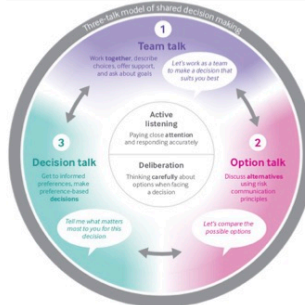 Three-talk model of shared decision making
1
Team talk
Work together, describe
choices, offer support,
and ask about goals
Let's work as a team
to make a decision that
suits you best
Active
listening
Paying close attention
and responding accurately
Deliberation
Thinking carefully about
options when facing
a decision
2
Option talk
Discuss alternatives
using risk
communication
principles
Let's compare the
possible options
3
Decision talk
Get to informed
preferences, make
preference-based
decisions
Tell me what matters
most to you for this
decision